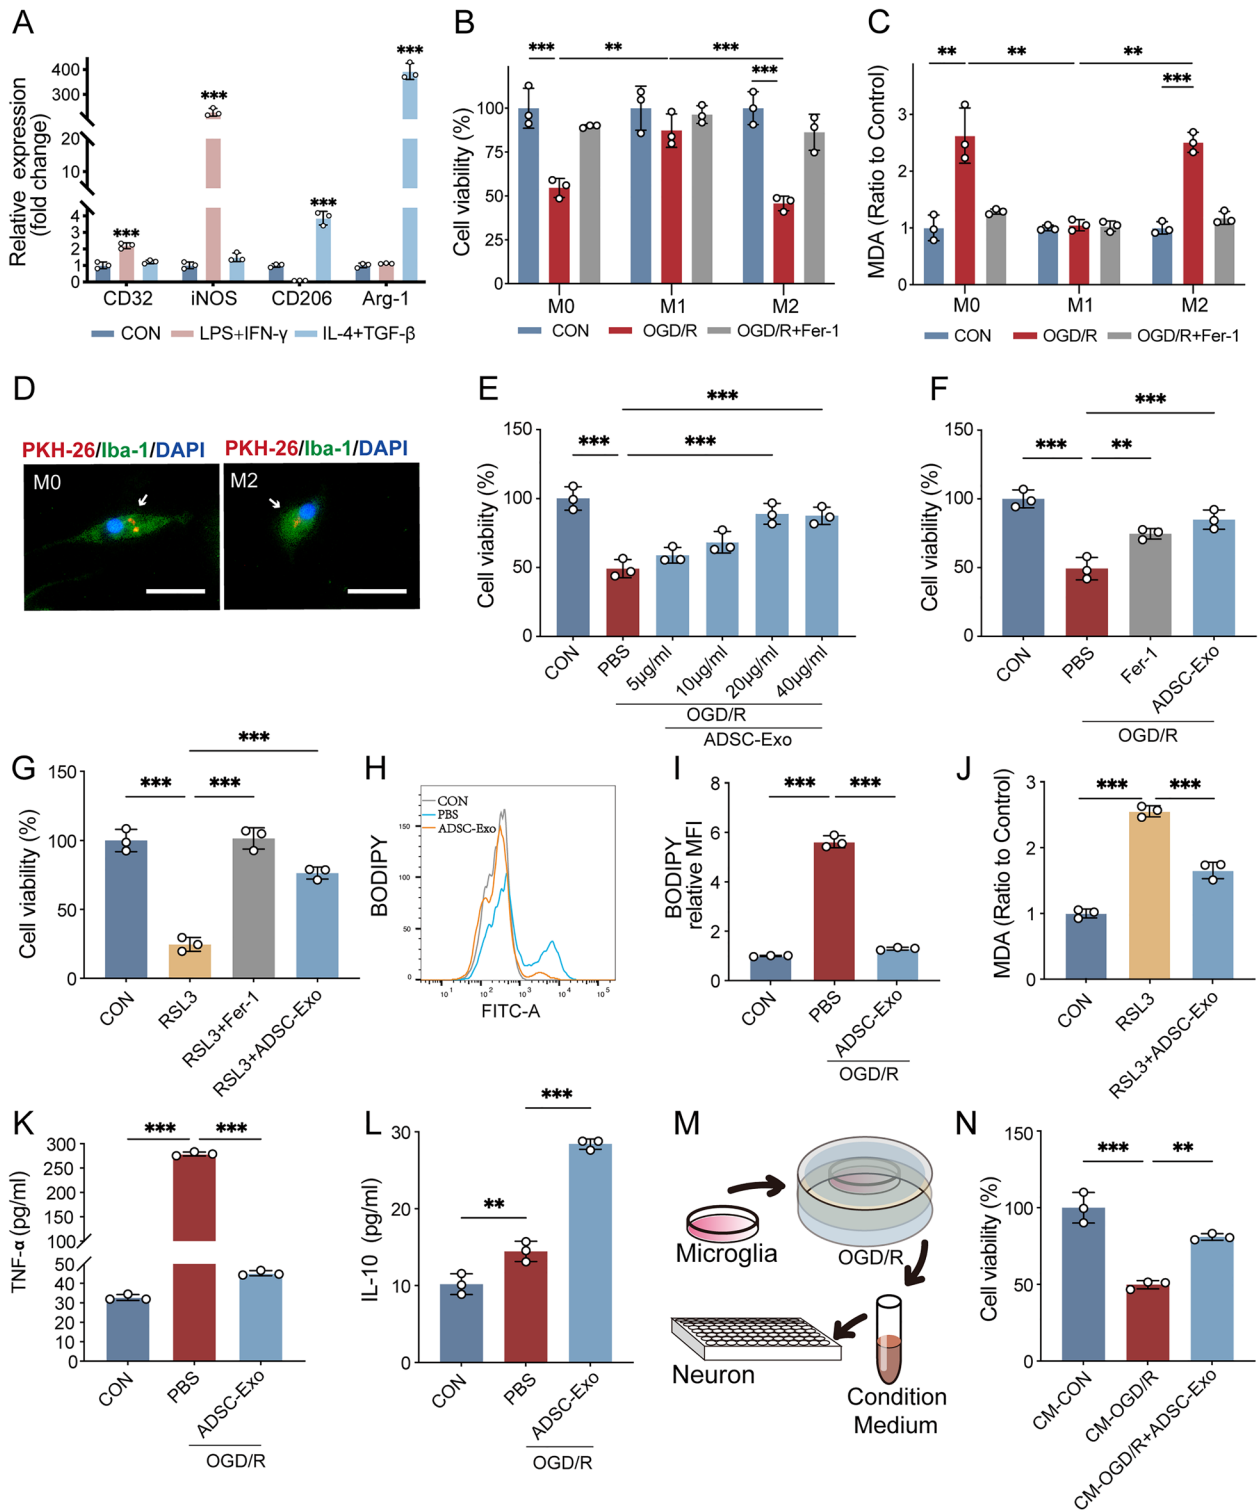 A
Relative expression
(fold change)
400
300
20
10
4
3
2
1
0
***
***
***
***
CD32
iNOS
CD206
Arg-1
CON
LPS+IFN-γ
IL-4+TGF-β
B
Cell viability (%)
100
75
50
25
0
***
**
***
***
M0
M1
M2
CON
OGD/R
OGD/R+Fer-1
C
MDA (Ratio to Control)
3
2
1
0
**
**
**
***
M0
M1
M2
CON
OGD/R
OGD/R+Fer-1
D
PKH-26/Iba-1/DAPI
PKH-26/Iba-1/DAPI
M0
M2
E
Cell viabiity (%)
150
100
50
0
***
***
***
CON
PBS
5μg/ml
10μg/ml
20μg/ml
40μg/ml
OGD/R
ADSC-Exo
F
Cell viability (%)
150
100
50
0
***
**
***
CON
PBS
Fer-1
ADSC-Exo
OGD/R
G
Cell viability (%)
150
100
50
0
***
***
***
CON
RSL3
RSL3+Fer-1
RSL3+ADSC-Exo
H
BODIPY
CON
PBS
ADSC-Exo
150
100
50
0
10¹
10²
10³
10⁴
10⁵
FITC-A
I
BODIPY
relative MFI
8
6
4
2
0
***
***
CON
PBS
ADSC-Exo
OGD/R
J
MDA (Ratio to Control)
3
2
1
0
***
***
CON
RSL3
RSL3+ADSC-Exo
K
TNF-α (pg/ml)
300
250
200
150
100
50
40
30
20
10
0
***
***
CON
PBS
ADSC-Exo
OGD/R
L
IL-10 (pg/ml)
30
20
10
0
**
***
CON
PBS
ADSC-Exo
OGD/R
M
Microglia
OGD/R
Neuron
Condition
Medium
N
Cell viability (%)
150
100
50
0
***
**
CM-CON
CM-OGD/R
CM-OGD/R+ADSC-Exo